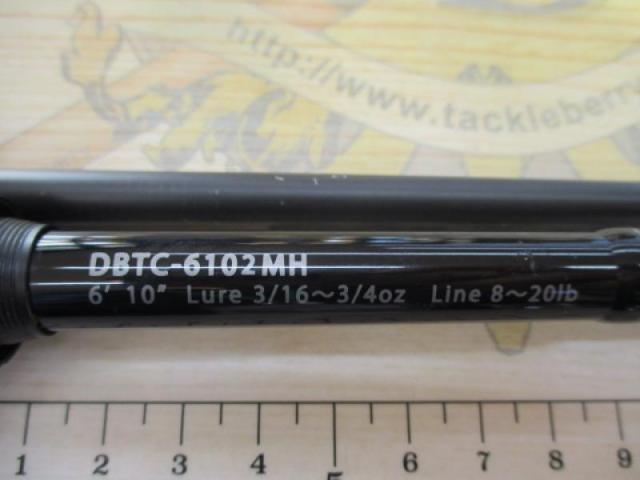 http://www.tackleberry
DBTC-6102MH
6’ 10” Lure 3/16～3/4oz Line 8～20lb
1 2 3 4 5 6 7 8 9